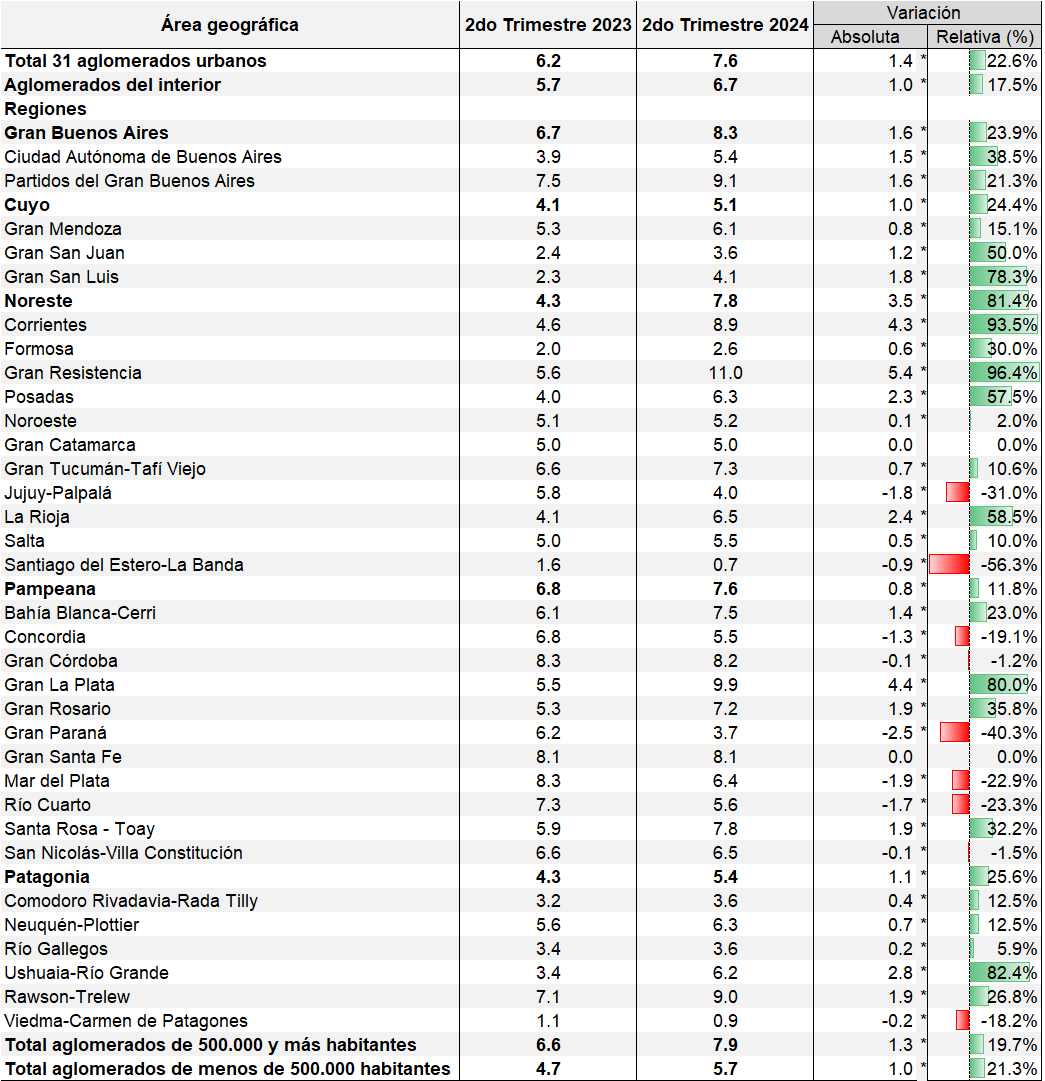 Área geográfica 2do Trimestre 2023 2do Trimestre 2024 Variación
Absoluta Relativa (%)
Total 31 aglomerados urbanos 6.2 7.6 1.4 * 22.6%
Aglomerados del interior 5.7 6.7 1.0 * 17.5%
Regiones
Gran Buenos Aires 6.7 8.3 1.6 * 23.9%
Ciudad Autónoma de Buenos Aires 3.9 5.4 1.5 * 38.5%
Partidos del Gran Buenos Aires 7.5 9.1 1.6 * 21.3%
Cuyo 4.1 5.1 1.0 * 24.4%
Gran Mendoza 5.3 6.1 0.8 * 15.1%
Gran San Juan 2.4 3.6 1.2 * 50.0%
Gran San Luis 2.3 4.1 1.8 * 78.3%
Noreste 4.3 7.8 3.5 * 81.4%
Corrientes 4.6 8.9 4.3 * 93.5%
Formosa 2.0 2.6 0.6 * 30.0%
Gran Resistencia 5.6 11.0 5.4 * 96.4%
Posadas 4.0 6.3 2.3 * 57.5%
Noroeste 5.1 5.2 0.1 * 2.0%
Gran Catamarca 5.0 5.0 0.0 0.0%
Gran Tucumán-Tafí Viejo 6.6 7.3 0.7 * 10.6%
Jujuy-Palpalá 5.8 4.0 -1.8 * -31.0%
La Rioja 4.1 6.5 2.4 * 58.5%
Salta 5.0 5.5 0.5 * 10.0%
Santiago del Estero-La Banda 1.6 0.7 -0.9 * -56.3%
Pampeana 6.8 7.6 0.8 * 11.8%
Bahía Blanca-Cerri 6.1 7.5 1.4 * 23.0%
Concordia 6.8 5.5 -1.3 * -19.1%
Gran Córdoba 8.3 8.2 -0.1 * -1.2%
Gran La Plata 5.5 9.9 4.4 * 80.0%
Gran Rosario 5.3 7.2 1.9 * 35.8%
Gran Paraná 6.2 3.7 -2.5 * -40.3%
Gran Santa Fe 8.1 8.1 0.0 0.0%
Mar del Plata 8.3 6.4 -1.9 * -22.9%
Río Cuarto 7.3 5.6 -1.7 * -23.3%
Santa Rosa - Toay 5.9 7.8 1.9 * 32.2%
San Nicolás-Villa Constitución 6.6 6.5 -0.1 * -1.5%
Patagonia 4.3 5.4 1.1 * 25.6%
Comodoro Rivadavia-Rada Tilly 3.2 3.6 0.4 * 12.5%
Neuquén-Plottier 5.6 6.3 0.7 * 12.5%
Río Gallegos 3.4 3.6 0.2 * 5.9%
Ushuaia-Río Grande 3.4 6.2 2.8 * 82.4%
Rawson-Trelew 7.1 9.0 1.9 * 26.8%
Viedma-Carmen de Patagones 1.1 0.9 -0.2 * -18.2%
Total aglomerados de 500.000 y más habitantes 6.6 7.9 1.3 * 19.7%
Total aglomerados de menos de 500.000 habitantes 4.7 5.7 1.0 * 21.3%